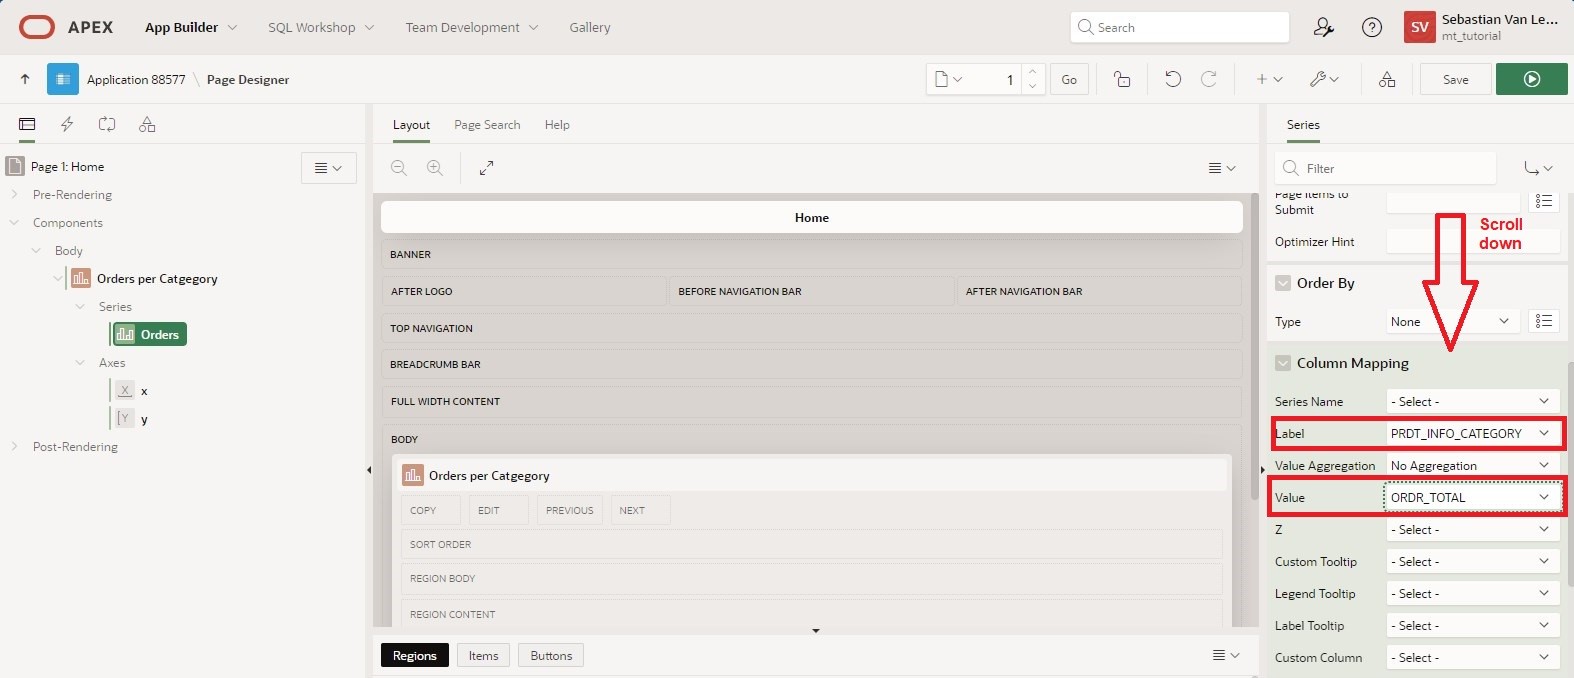 APEX
App Builder
SQL Workshop
Team Development
Gallery
Search
SV
Sebastian Van Le...
mt_tutorial
Application 88577 \ Page Designer
1
Go
Save
Page 1: Home
Pre-Rendering
Components
Body
Orders per Catgegory
Series
Orders
Axes
X x
Y y
Post-Rendering
Layout
Page Search
Help
Home
BANNER
AFTER LOGO
BEFORE NAVIGATION BAR
AFTER NAVIGATION BAR
TOP NAVIGATION
BREADCRUMB BAR
FULL WIDTH CONTENT
BODY
Orders per Catgegory
COPY
EDIT
PREVIOUS
NEXT
SORT ORDER
REGION BODY
REGION CONTENT
Regions
Items
Buttons
Series
Filter
Page Items to
Submit
Scroll
down
Optimizer Hint
Order By
Type None
Column Mapping
Series Name - Select -
Label PRDT_INFO_CATEGORY
Value Aggregation No Aggregation
Value ORDR_TOTAL
Z - Select -
Custom Tooltip - Select -
Legend Tooltip - Select -
Label Tooltip - Select -
Custom Column - Select -